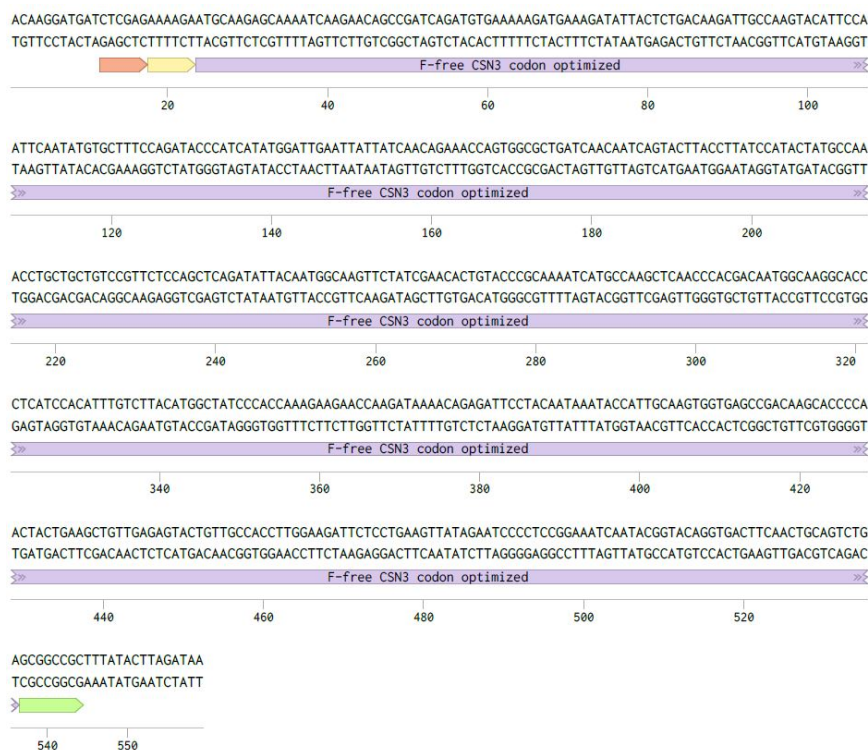 ACAAGGATGATCTCGAGAAAAGAATGCAAGAGCAAAATCAAGAACAGCCGATCAGATGTGAAAAAGATGAAAGATATTACTCTGACAAGATTGCCAAGTACATTCCA
TGTTCCTACTAGAGCTCTTTTCTTACGTTCTCGTTTTAGTTCTTGTCGGCTAGTCTACACTTTTTCTACTTTCTATAATGAGACTGTTCTAACGGTTCATGTAAGGT
F-free CSN3 codon optimized
20 40 60 80 100
ATTCAATATGTGCTTTCCAGATACCCATCATATGGATTGAATTATTATCAACAGAAACCAGTGGCGCTGATCAACAATCAGTACTTACCTTATCCATACTATGCCAA
TAAGTTATACACGAAAGGTCTATGGGTAGTATACCTAACTTAATAATAGTTGTCTTTGGTCACCGCGACTAGTTGTTAGTCATGAATGGAATAGGTATGATACGGTT
F-free CSN3 codon optimized
120 140 160 180 200
ACCTGCTGCTGTCCGTTCTCCAGCTCAGATATTACAATGGCAAGTTCTATCGAACACTGTACCCGCAAAATCATGCCAAGCTCAACCCACGACAATGGCAAGGCACC
TGGACGACGACAGGCAAGAGGTCGAGTCTATAATGTTACCGTTCAAGATAGCTTGTGACATGGGCGTTTTAGTACGGTTCGAGTTGGGTGCTGTTACCGTTCCGTGG
F-free CSN3 codon optimized
220 240 260 280 300 320
CTCATCCACATTTGTCTTACATGGCTATCCCACCAAAGAAGAACCAAGATAAAACAGAGATTCCTACAATAAATACCATTGCAAGTGGTGAGCCGACAAGCACCCCA
GAGTAGGTGTAAACAGAATGTACCGATAGGGTGGTTTCTTCTTGGTTCTATTTTGTCTCTAAGGATGTTATTTATGGTAACGTTCACCACTCGGCTGTTCGTGGGGT
F-free CSN3 codon optimized
340 360 380 400 420
ACTACTGAAGCTGTTGAGAGTACTGTTGCCACCTTGGAAGATTCTCCTGAAGTTATAGAATCCCCTCCGGAAATCAATACGGTACAGGTGACTTCAACTGCAGTCTG
TGATGACTTCGACAACTCTCATGACAACGGTGGAACCTTCTAAGAGGACTTCAATATCTTAGGGGAGGCCTTTAGTTATGCCATGTCCACTGAAGTTGACGTCAGAC
F-free CSN3 codon optimized
440 460 480 500 520
AGCGGCCGCTTTATACTTAGATAA
TCGCCGGCGAAATATGAATCTATT
540 550